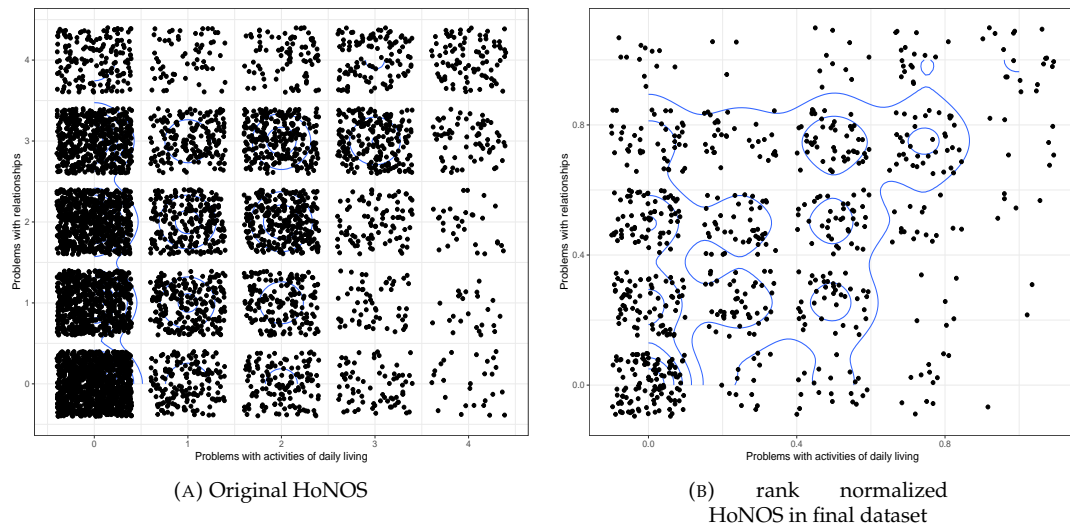 4
3
2
1
0
Problems with relationships
0
1
2
3
4
Problems with activities of daily living
(A) Original HoNOS
0.8
0.4
0.0
Problems with relationships
0.0
0.4
0.8
Problems with activities of daily living
(B) rank normalized
HoNOS in final dataset